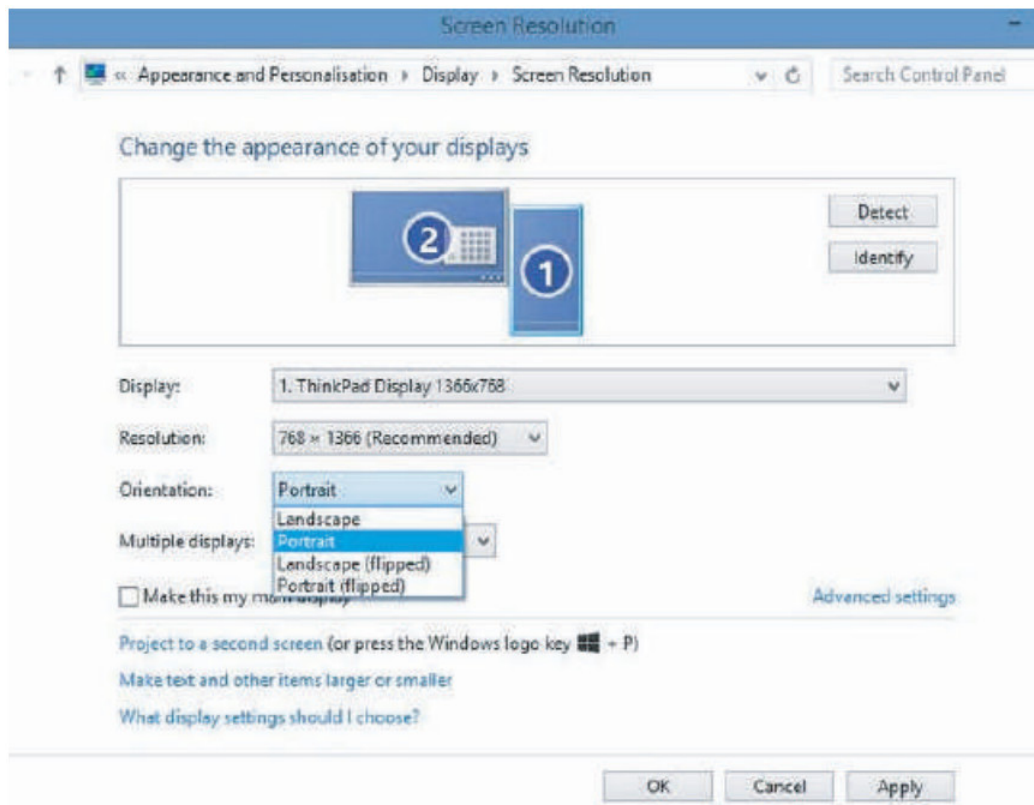 Screen Resolution
« Appearance and Personalisation › Display › Screen Resolution Search Control Panel
Change the appearance of your displays
2
1
Detect
Identify
Display: 1. ThinkPad Display 1366x768
Resolution: 768 × 1366 (Recommended)
Orientation: Portrait
Landscape
Multiple displays: Portrait
Landscape (flipped)
Portrait (flipped)
Make this my display
Advanced settings
Project to a second screen (or press the Windows logo key + P)
Make text and other items larger or smaller
What display settings should I choose?
OK Cancel Apply